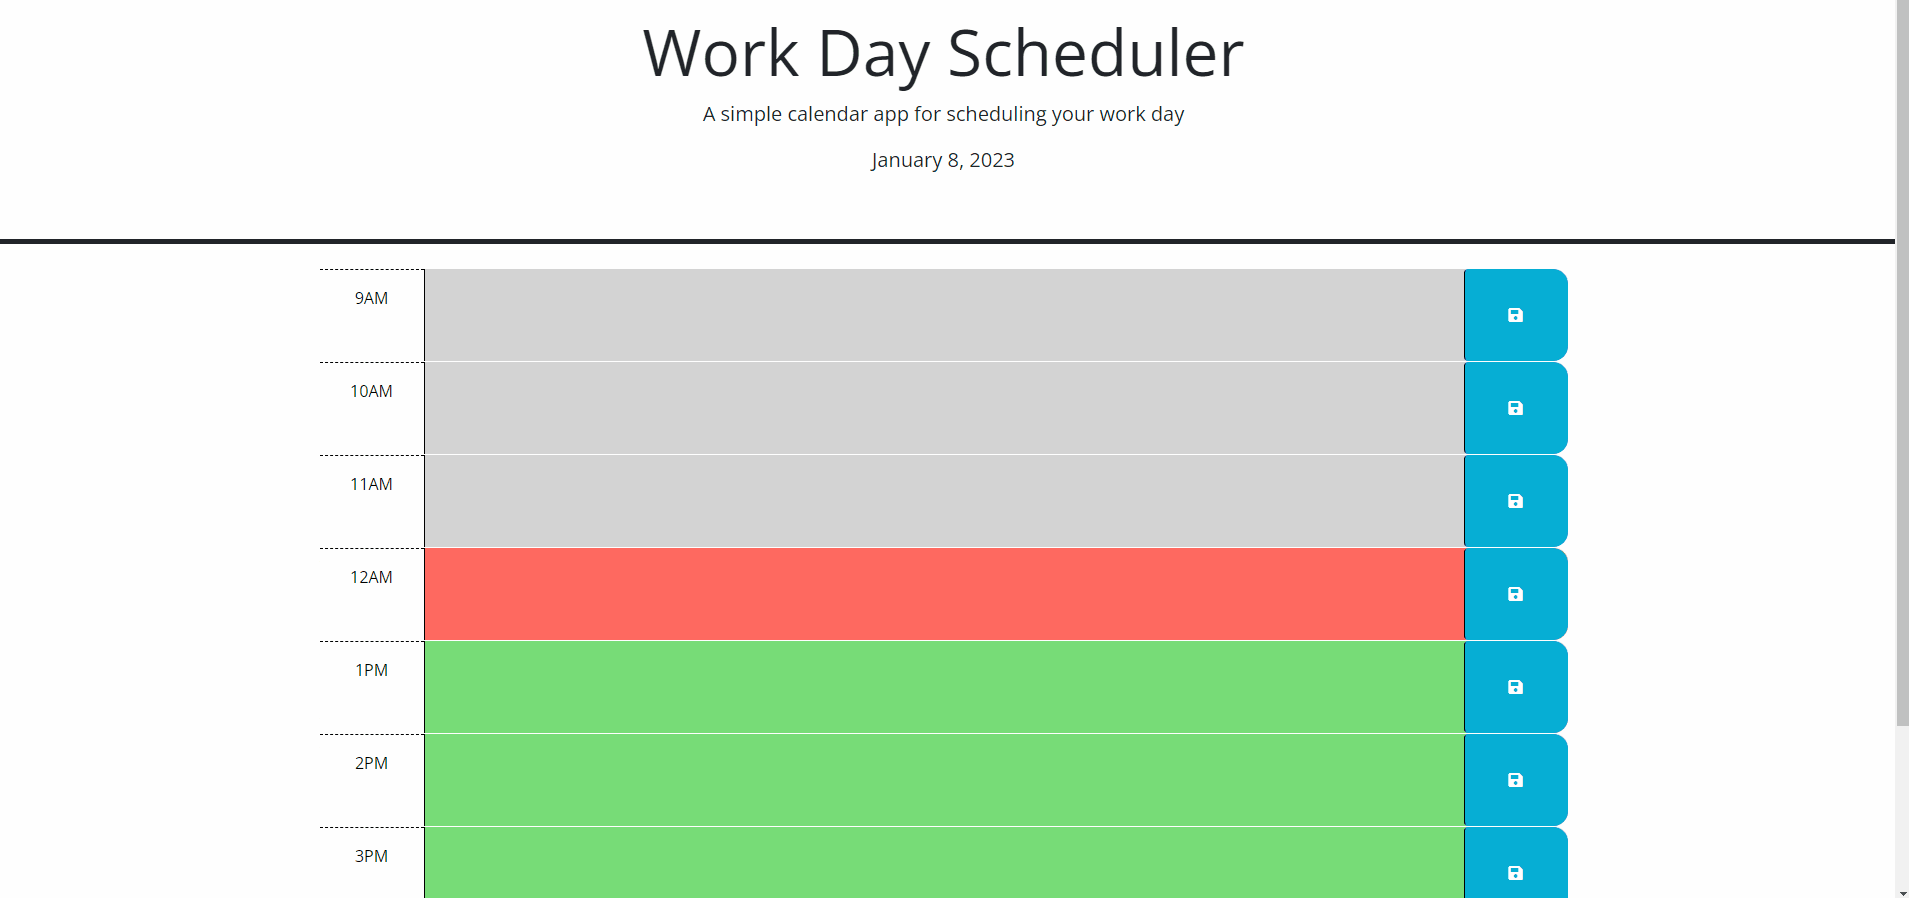 Work Day Scheduler
A simple calendar app for scheduling your work day
January 8, 2023
9AM
10AM
11AM
12AM
1PM
2PM
3PM